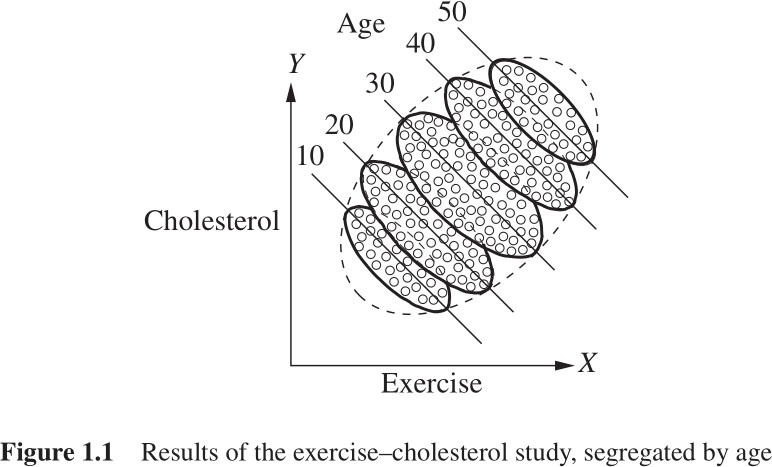 50
Age
40
Y
30
20
10
Cholesterol
X
Exercise
Figure 1.1 Results of the exercise–cholesterol study, segregated by age